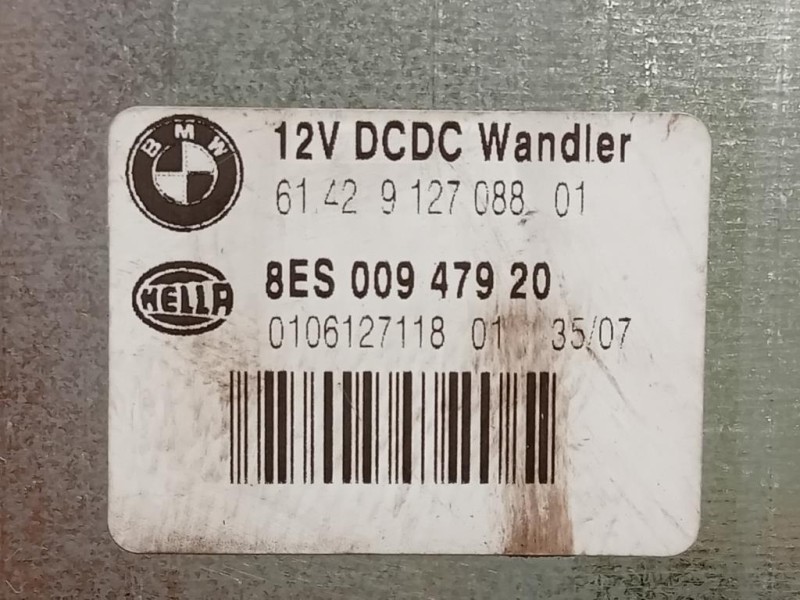 BMW
12V DCDC Wandler
61.42 9 127 088 01
HELLA
8ES 009 479 20
0106127118 01 35/07